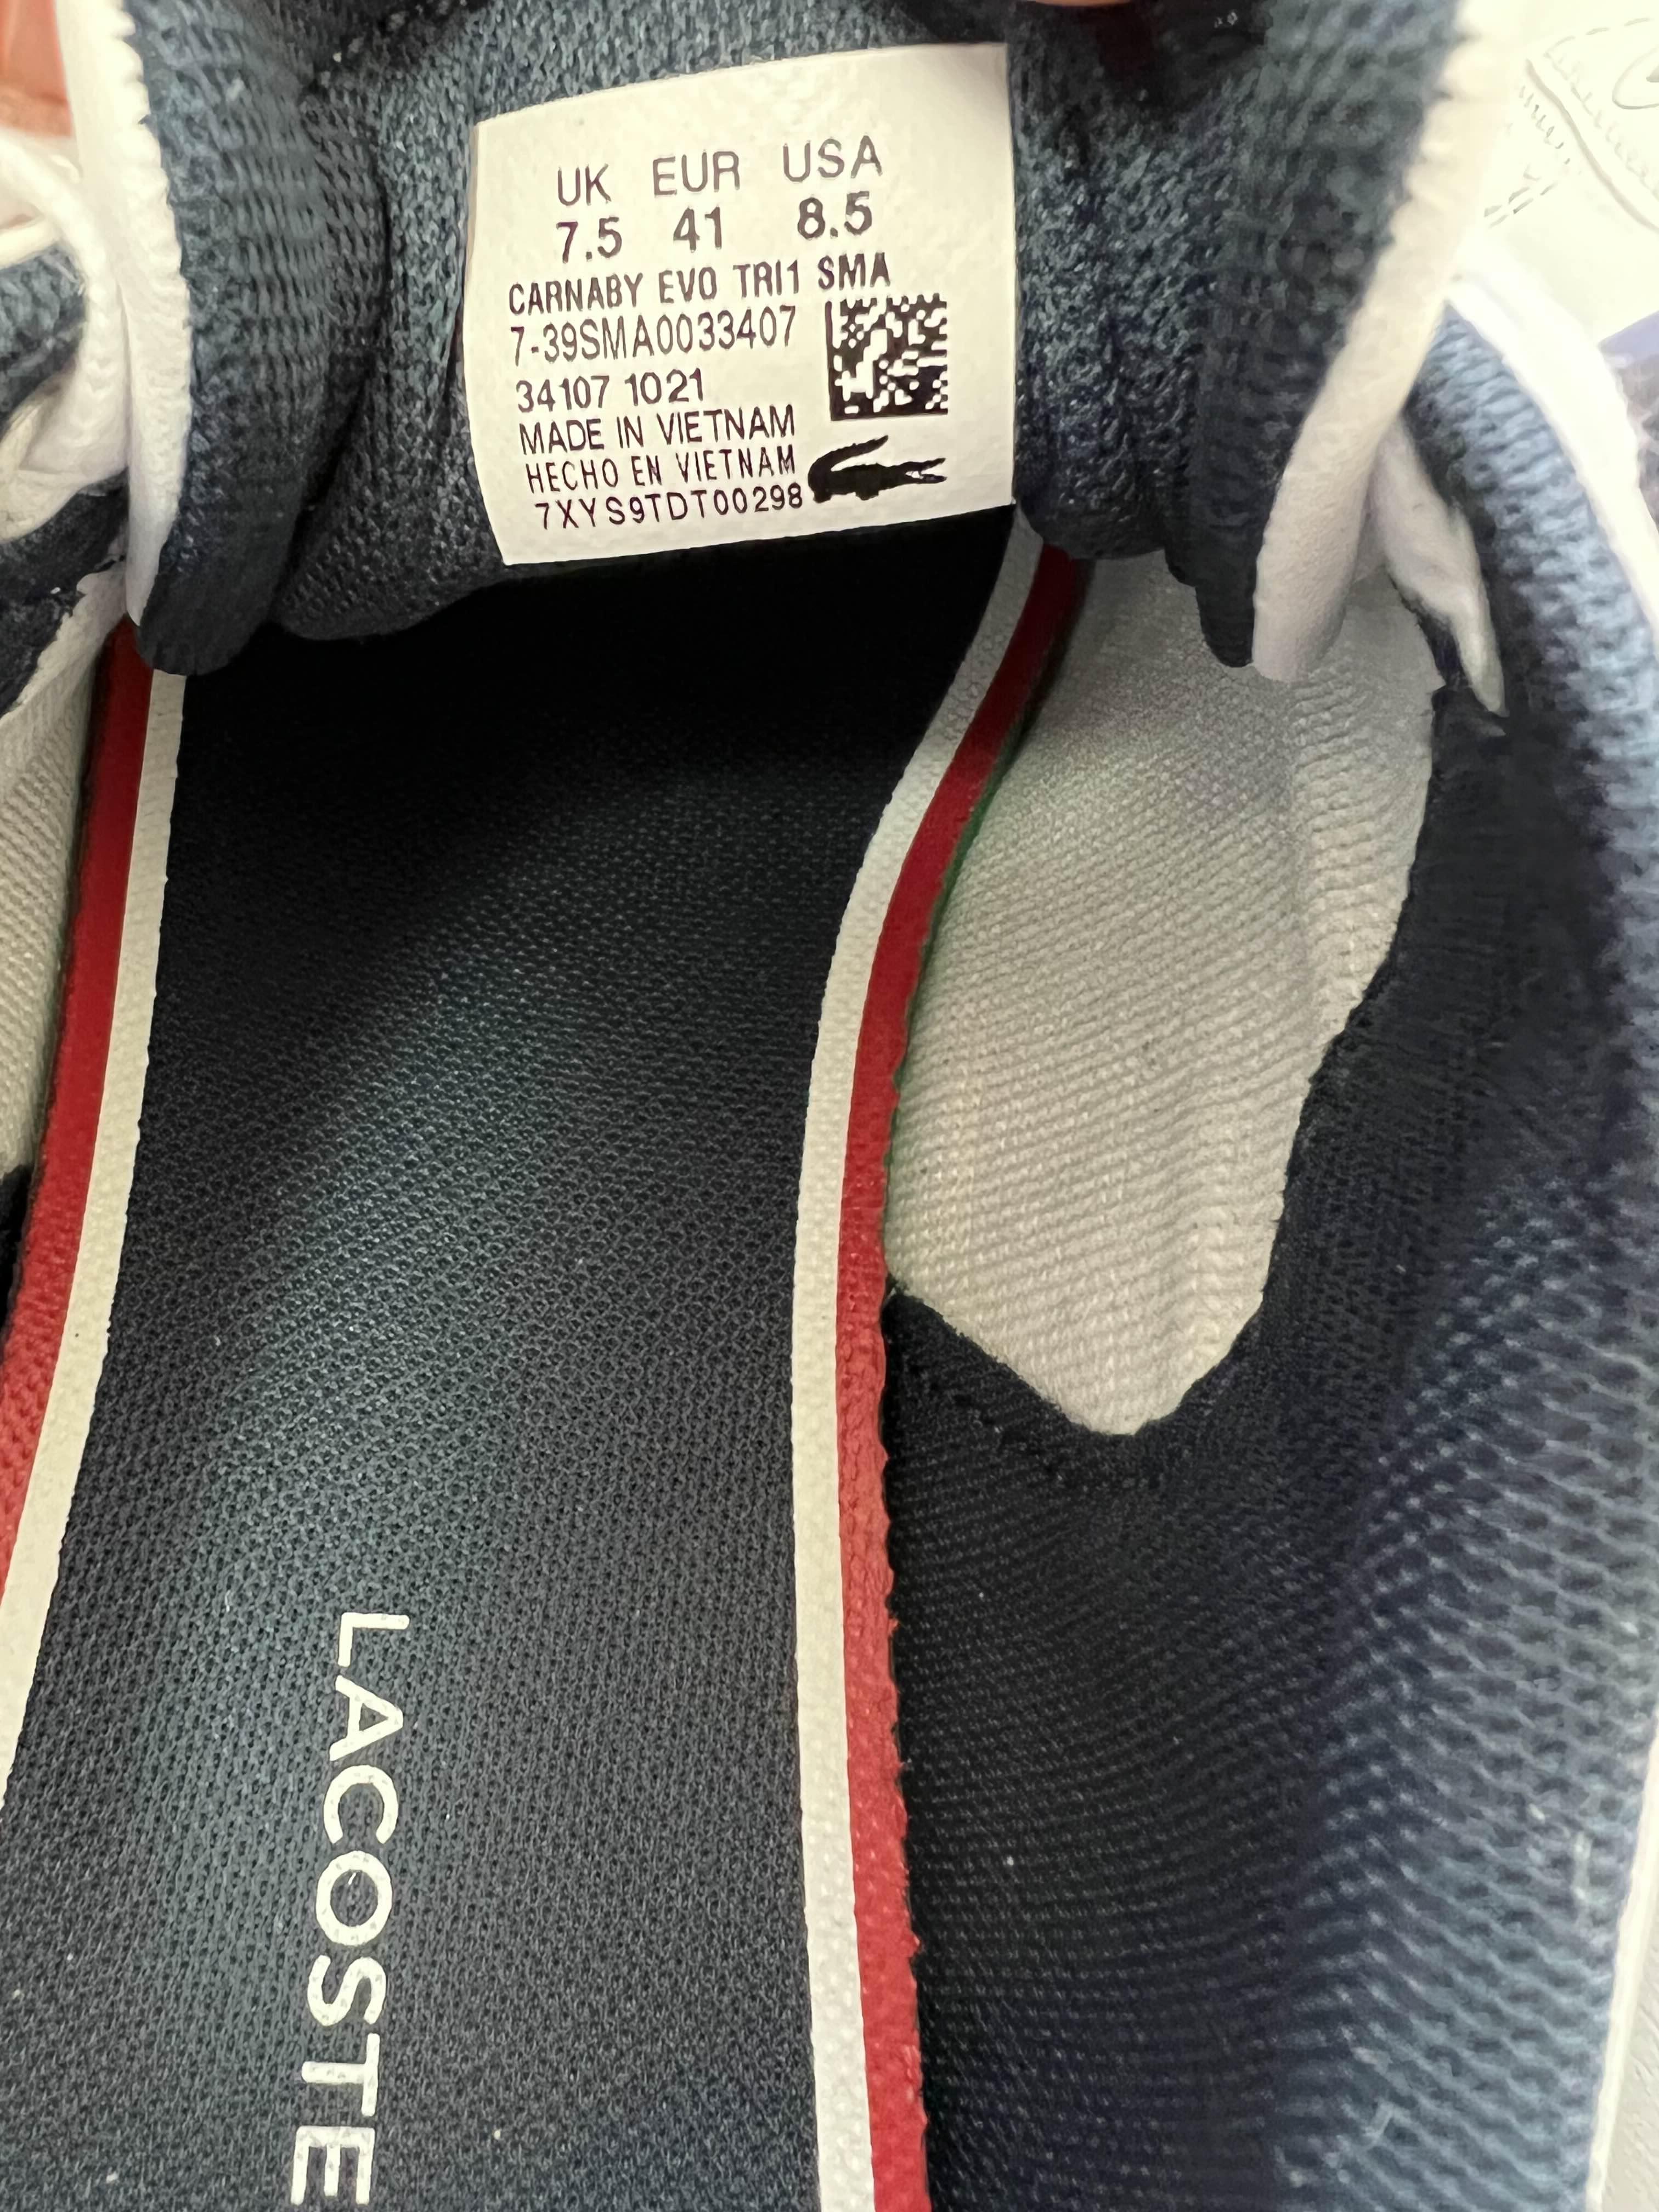 UK EUR USA
7.5 41 8.5
CARNABY EVO TRI1 SMA
7-39SMA0033407
34107 1021
MADE IN VIETNAM
HECHO EN VIETNAM
7XYS9TDT00298
LACOSTE